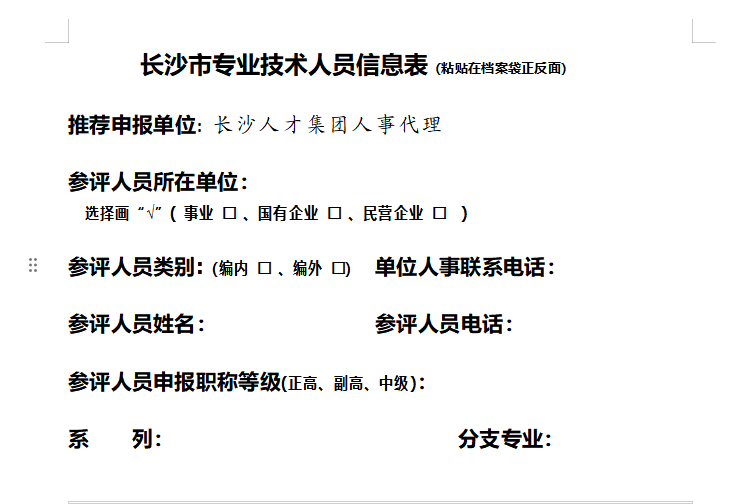 长沙市专业技术人员信息表 (粘贴在档案袋正反面)
推荐申报单位: 长沙人才集团人事代理
参评人员所在单位:
选择画“√”( 事业 口 、国有企业 口 、民营企业 口 )
参评人员类别: (编内 口 、编外 口) 单位人事联系电话:
参评人员姓名: 参评人员电话:
参评人员申报职称等级(正高、副高、中级):
系 列: 分支专业: